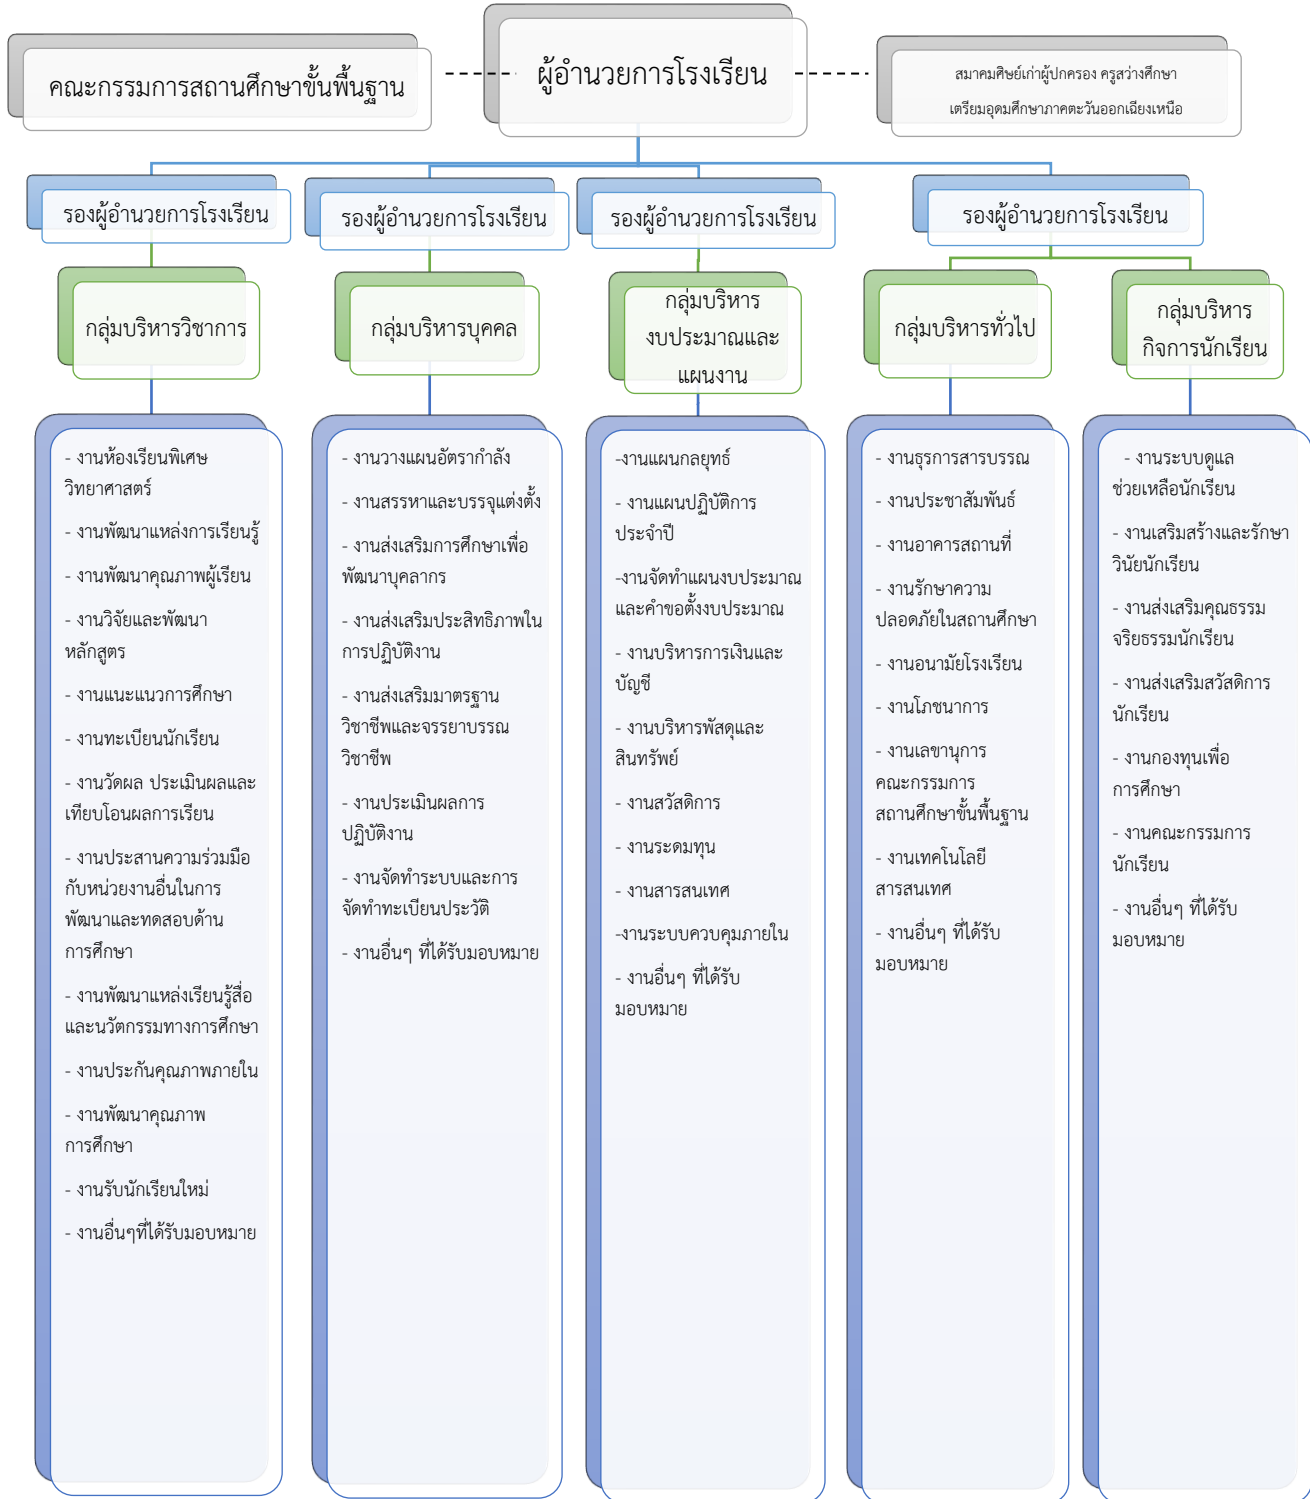 คณะกรรมการสถานศึกษาขั้นพื้นฐาน
ผู้อำนวยการโรงเรียน
สมาคมศิษย์เก่าผู้ปกครอง ครูสว่างศึกษา
เตรียมอุดมศึกษาภาคตะวันออกเฉียงเหนือ
รองผู้อำนวยการโรงเรียน
รองผู้อำนวยการโรงเรียน
รองผู้อำนวยการโรงเรียน
รองผู้อำนวยการโรงเรียน
กลุ่มบริหารวิชาการ
กลุ่มบริหารบุคคล
กลุ่มบริหาร
งบประมาณและ
แผนงาน
กลุ่มบริหารทั่วไป
กลุ่มบริหาร
กิจการนักเรียน
- งานห้องเรียนพิเศษ
วิทยาศาสตร์
- งานพัฒนาแหล่งการเรียนรู้
- งานพัฒนาคุณภาพผู้เรียน
- งานวิจัยและพัฒนา
หลักสูตร
- งานแนะแนวการศึกษา
- งานทะเบียนนักเรียน
- งานวัดผล ประเมินผลและ
เทียบโอนผลการเรียน
- งานประสานความร่วมมือ
กับหน่วยงานอื่นในการ
พัฒนาและทดสอบด้าน
การศึกษา
- งานพัฒนาแหล่งเรียนรู้สื่อ
และนวัตกรรมทางการศึกษา
- งานประกันคุณภาพภายใน
- งานพัฒนาคุณภาพ
การศึกษา
- งานรับนักเรียนใหม่
- งานอื่นๆที่ได้รับมอบหมาย
- งานวางแผนอัตรากำลัง
- งานสรรหาและบรรจุแต่งตั้ง
- งานส่งเสริมการศึกษาเพื่อ
พัฒนาบุคลากร
- งานส่งเสริมประสิทธิภาพใน
การปฏิบัติงาน
- งานส่งเสริมมาตรฐาน
วิชาชีพและจรรยาบรรณ
วิชาชีพ
- งานประเมินผลการ
ปฏิบัติงาน
- งานจัดทำระบบและการ
จัดทำทะเบียนประวัติ
- งานอื่นๆ ที่ได้รับมอบหมาย
-งานแผนกลยุทธ์
- งานแผนปฏิบัติการ
ประจำปี
-งานจัดทำแผนงบประมาณ
และคำขอตั้งงบประมาณ
- งานบริหารการเงินและ
บัญชี
- งานบริหารพัสดุและ
สินทรัพย์
- งานสวัสดิการ
- งานระดมทุน
- งานสารสนเทศ
-งานระบบควบคุมภายใน
- งานอื่นๆ ที่ได้รับ
มอบหมาย
- งานธุรการสารบรรณ
- งานประชาสัมพันธ์
- งานอาคารสถานที่
- งานรักษาความ
ปลอดภัยในสถานศึกษา
- งานอนามัยโรงเรียน
- งานโภชนาการ
- งานเลขานุการ
คณะกรรมการ
สถานศึกษาขั้นพื้นฐาน
- งานเทคโนโลยี
สารสนเทศ
- งานอื่นๆ ที่ได้รับ
มอบหมาย
- งานระบบดูแล
ช่วยเหลือนักเรียน
- งานเสริมสร้างและรักษา
วินัยนักเรียน
- งานส่งเสริมคุณธรรม
จริยธรรมนักเรียน
- งานส่งเสริมสวัสดิการ
นักเรียน
- งานกองทุนเพื่อ
การศึกษา
- งานคณะกรรมการ
นักเรียน
- งานอื่นๆ ที่ได้รับ
มอบหมาย